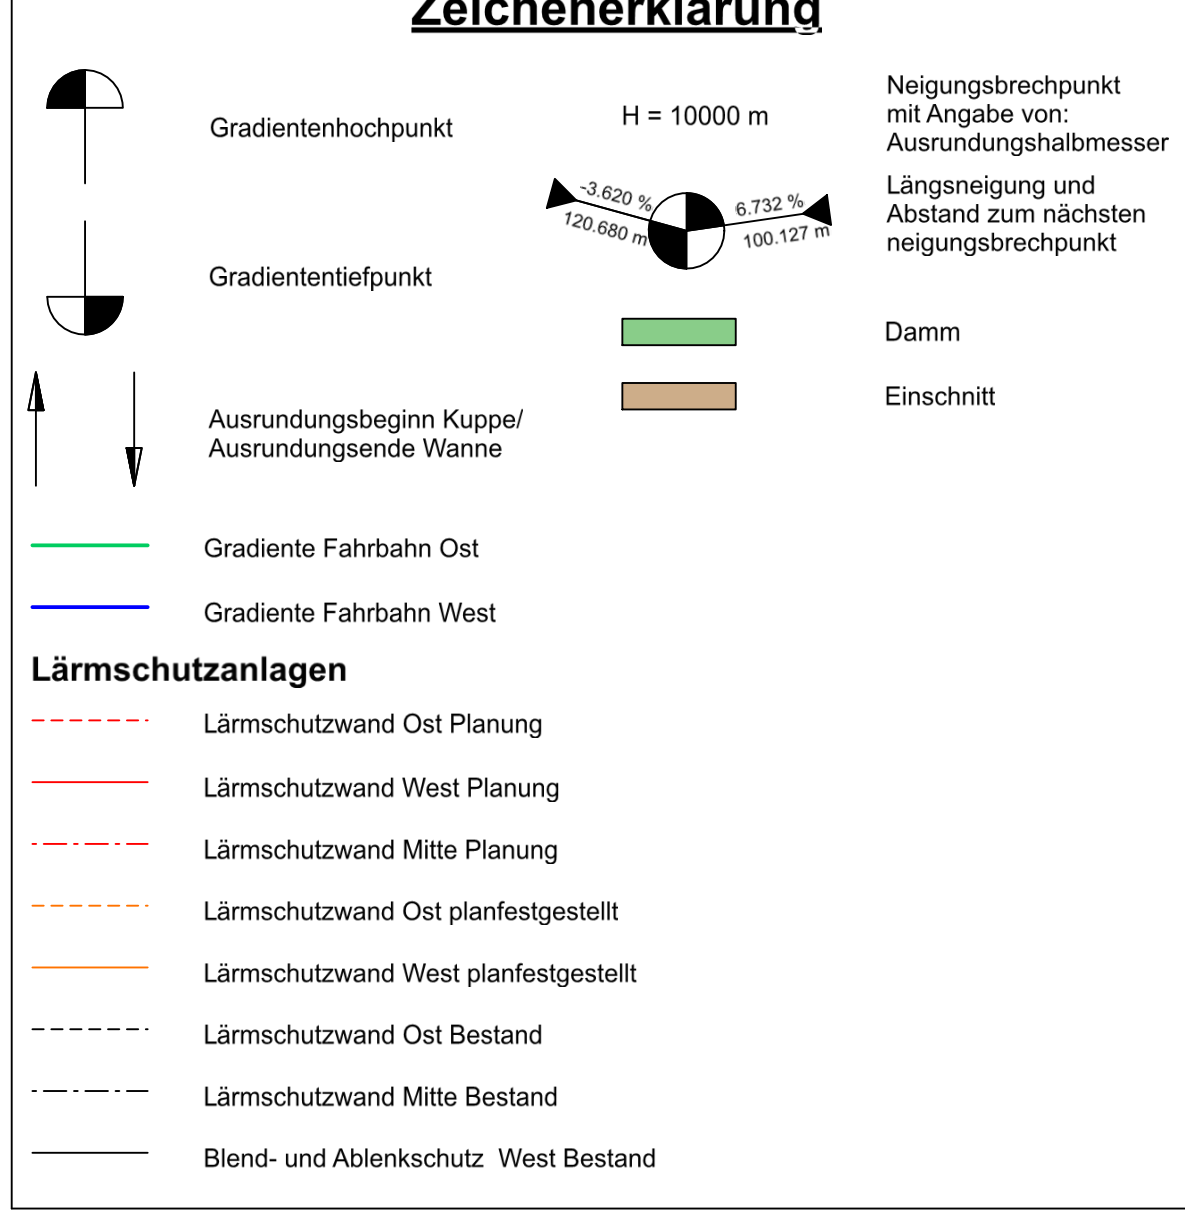 Zeichenerklärung
Gradientenhochpunkt
Gradiententiefpunkt
Ausrundungsbeginn Kuppe/
Ausrundungsende Wanne
H = 10000 m
-3.620 %
120.680 m
6.732 %
100.127 m
Neigungsbrechpunkt
mit Angabe von:
Ausrundungshalbmesser
Längsneigung und
Abstand zum nächsten
neigungsbrechpunkt
Damm
Einschnitt
Gradiente Fahrbahn Ost
Gradiente Fahrbahn West
Lärmschutzanlagen
Lärmschutzwand Ost Planung
Lärmschutzwand West Planung
Lärmschutzwand Mitte Planung
Lärmschutzwand Ost planfestgestellt
Lärmschutzwand West planfestgestellt
Lärmschutzwand Ost Bestand
Lärmschutzwand Mitte Bestand
Blend- und Ablenkschutz West Bestand